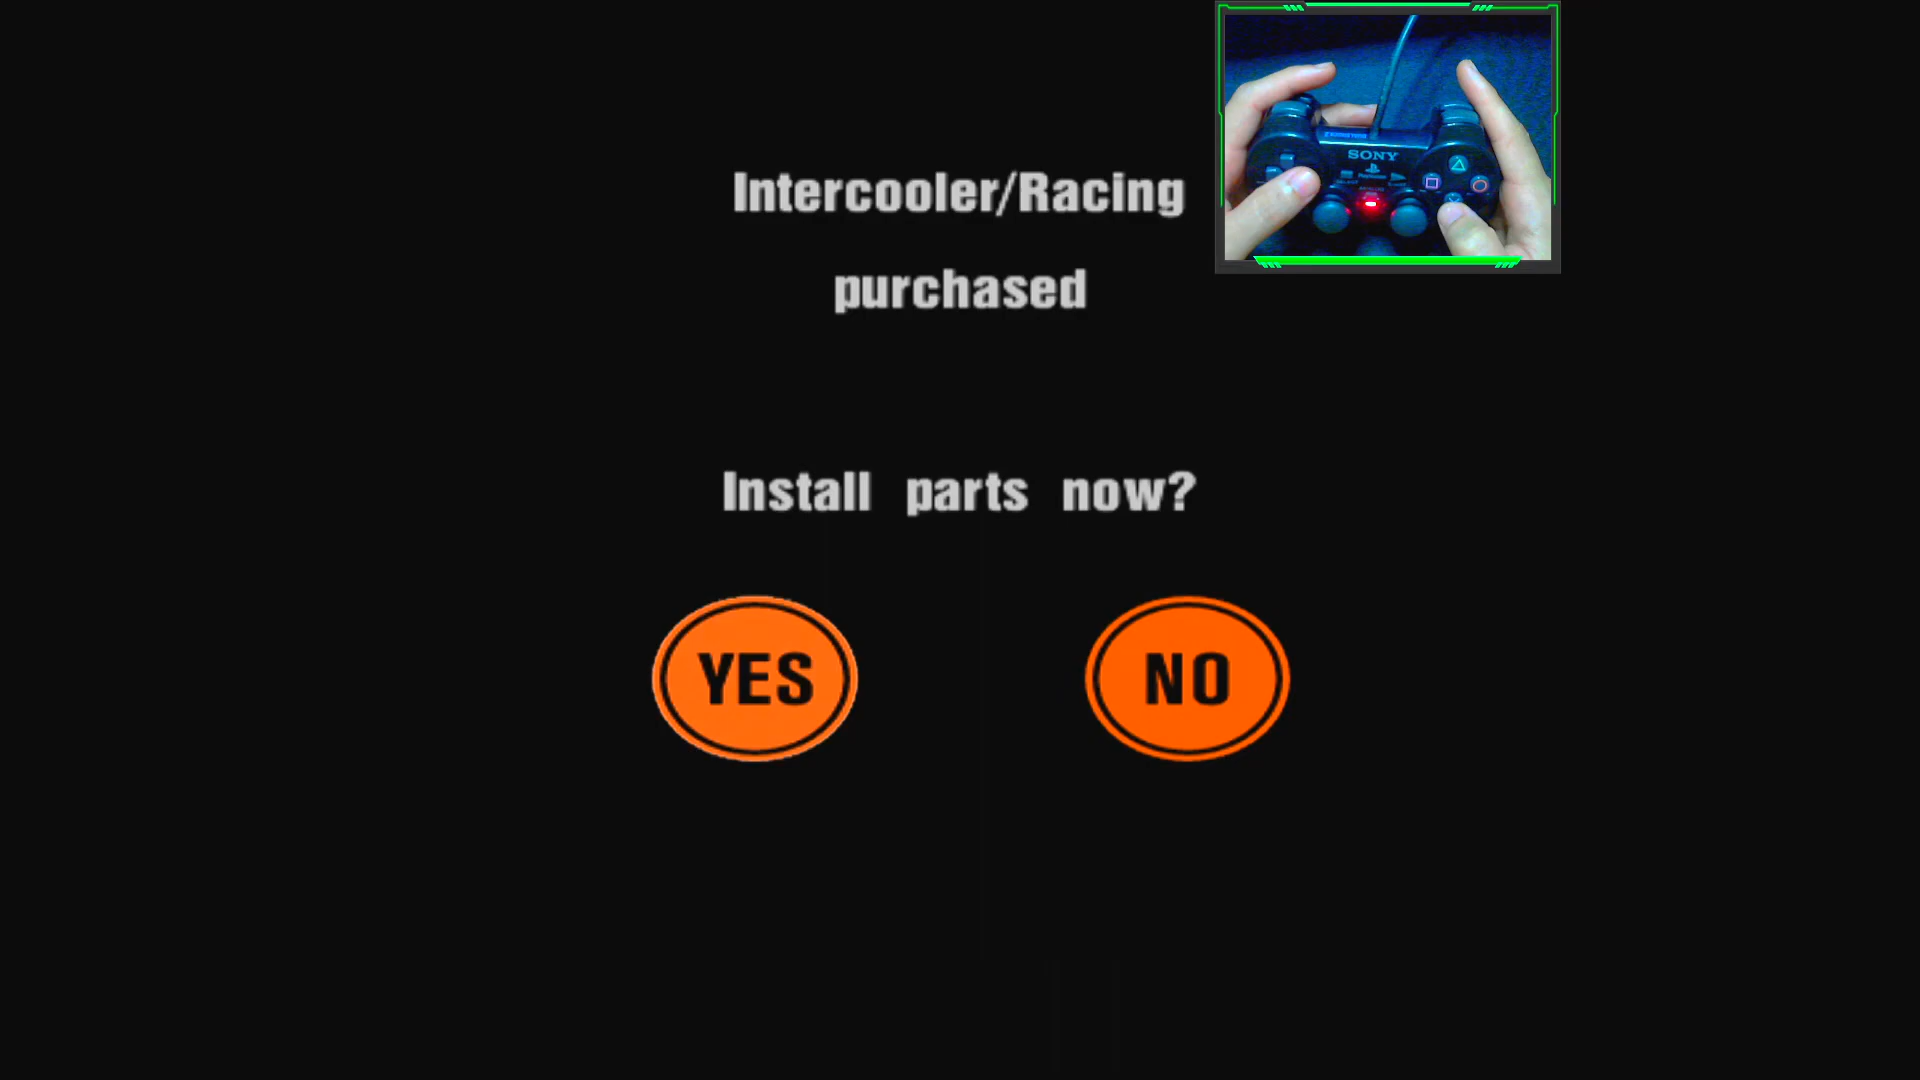 Intercooler/Racing
purchased
Install parts now?
YES
NO
SONY